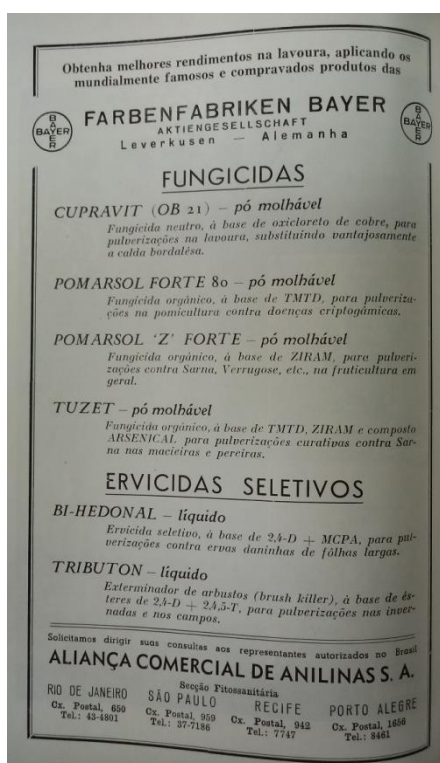 Obtenha melhores rendimentos na lavoura, aplicando os
mundialmente famosos e compravados produtos das
BAYER
BAYER
FARBENFABRIKEN BAYER
AKTIENGESELLSCHAFT
Leverkusen — Alemanha
BAYER
BAYER
FUNGICIDAS
CUPRAVIT (OB 21) – pó molhável
Fungicida neutro, à base de oxicloreto de cobre, para
pulverizações na lavoura, substituindo vantajosamente
a calda bordalêsa.
POMARSOL FORTE 80 – pó molhável
Fungicida orgánico, à base de TMTD, para pulveriza-
ções na pomicultura contra doenças criptogámicas.
POMARSOL 'Z' FORTE – pó molhável
Fungicida orgánico, à base de ZIRAM, para pulveri-
zações contra Sarna, Verrugose, etc., na fruticultura em
geral.
TUZET – pó molhável
Fungicida orgánico, à base de TMTD, ZIRAM e composto
ARSENICAL para pulverizações curativas contra Sar-
na nas macieiras e pereiras.
ERVICIDAS SELETIVOS
BI-HEDONAL – líquido
Ervicida seletivo, à base de 2,4-D + MCPA, para pul-
verizações contra ervas daninhas de fôlhas largas.
TRIBUTON – líquido
Exterminador de arbustos (brush killer), à base de és-
teres de 2,4-D + 2,4,5-T, para pulverizações nas inver-
nadas e nos campos.
Solicitamos dirigir suas consultas aos representantes autorizados no Brasil
ALIANÇA COMERCIAL DE ANILINAS S. A.
Secção Fitossanitária
RIO DE JANEIRO
Cx. Postal, 650
Tel.: 43-4801
SÃO PAULO
Cx. Postal, 959
Tel.: 37-7186
RECIFE
Cx. Postal, 942
Tel.: 7747
PORTO ALEGRE
Cx. Postal, 1656
Tel.: 8461